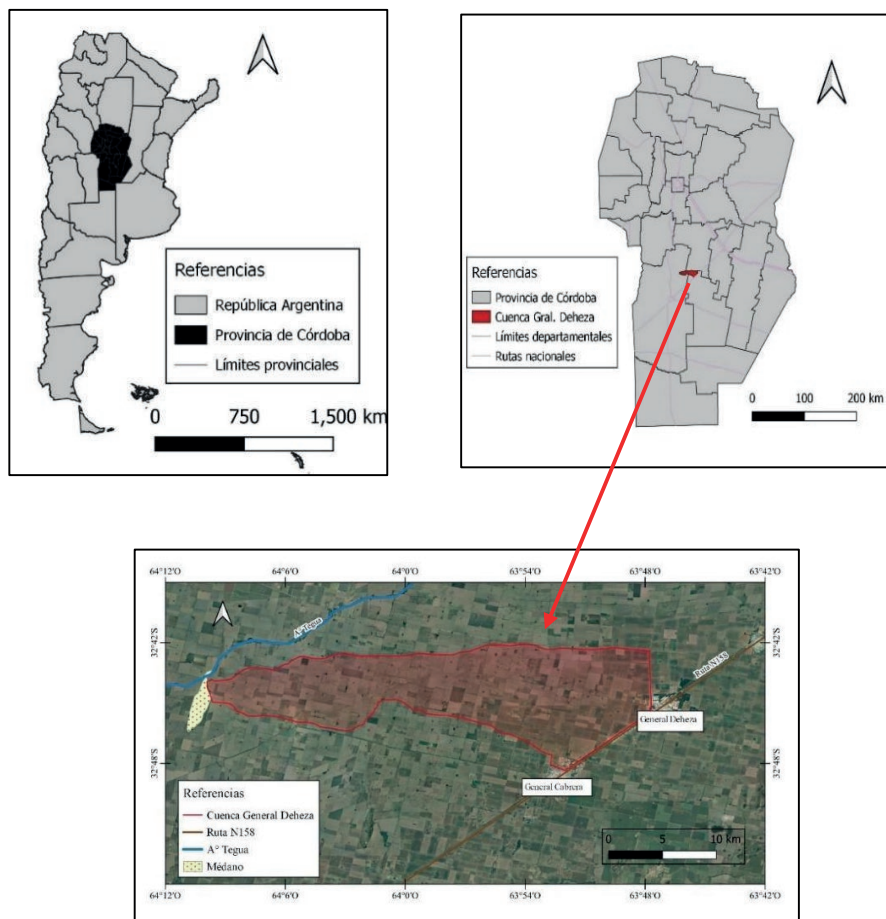 Referencias
República Argentina
Provincia de Córdoba
Límites provinciales
0 750 1,500 km
Referencias
Provincia de Córdoba
Cuenca Gral. Deheza
Límites departamentales
Rutas nacionales
0 100 200 km
64°12'O 64°6'O 64°0'O 63°54'O 63°48'O 63°42'O
32°42'S 32°42'S
A° Tegua
Ruta N158
General Deheza
32°48'S 32°48'S
General Cabrera
Referencias
Cuenca General Deheza
Ruta N158
A° Tegua
Médano
0 5 10 km
64°12'O 64°6'O 64°0'O 63°54'O 63°48'O 63°42'O